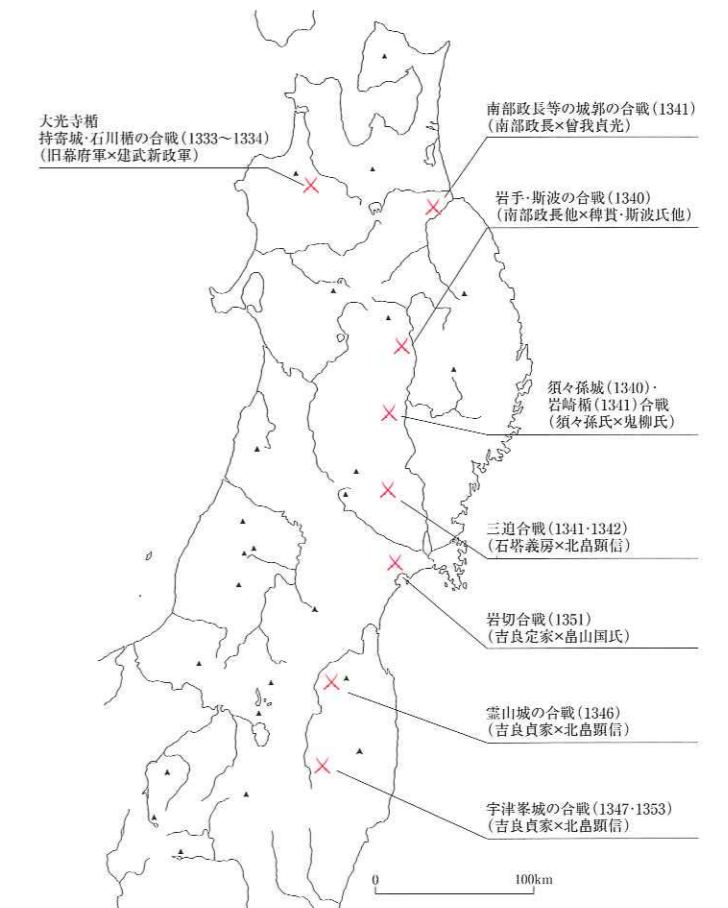 大光寺楯
持寄城・石川楯の合戦(1333〜1334)
(旧幕府軍×建武新政軍)
南部政長等の城郭の合戦(1341)
(南部政長×曾我貞光)
岩手・斯波の合戦(1340)
(南部政長他×稗貫・斯波氏他)
須々孫城(1340)・
岩崎楯(1341)合戦
(須々孫氏×鬼柳氏)
三迫合戦(1341・1342)
(石塔義房×北畠顕信)
岩切合戦(1351)
(吉良定家×畠山国氏)
霊山城の合戦(1346)
(吉良貞家×北畠顕信)
宇津峯城の合戦(1347・1353)
(吉良貞家×北畠顕信)
0 100km